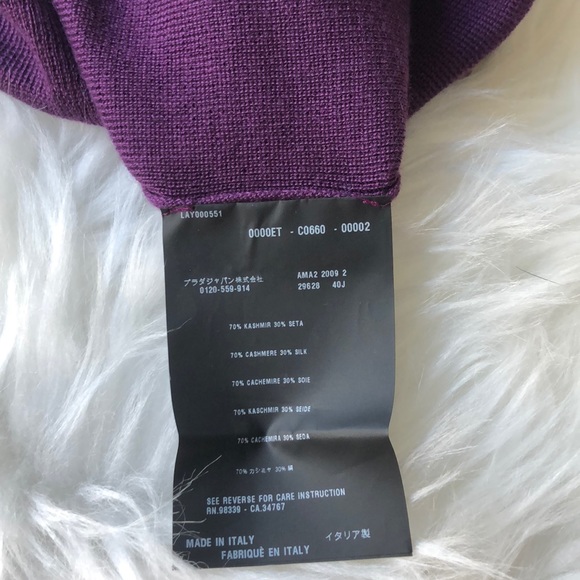 LAY000551
0000ET - C0660 - 00002
プラダジャパン株式会社
0120-559-914
AMA2 2009 2
29628 40J
70% KASHMIR 30% SETA
70% CASHMERE 30% SILK
70% CACHEMIRE 30% SOIE
70% KASCHMIR 30% SEIDE
70% CACHEMIRA 30% SEDA
70% カシミヤ 30% 絹
SEE REVERSE FOR CARE INSTRUCTION
RN.98339 - CA.34767
MADE IN ITALY イタリア製
FABRIQUÉ EN ITALY